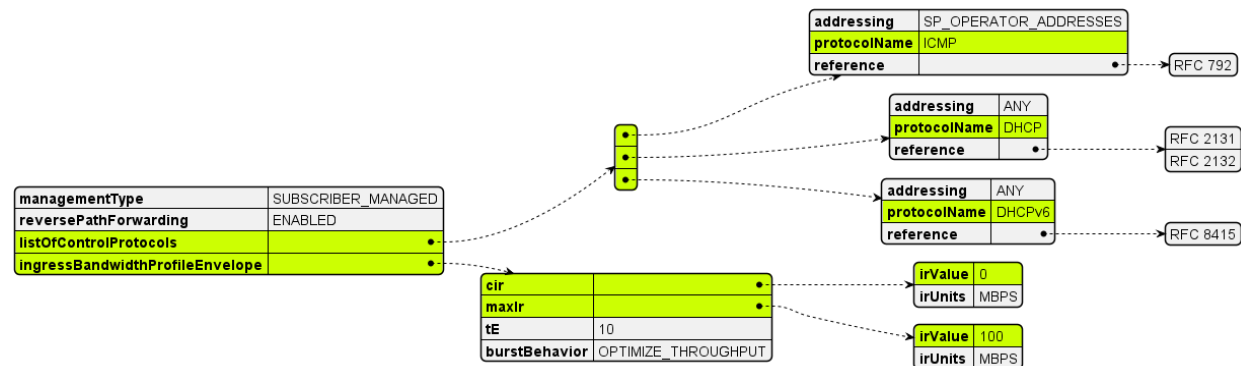 addressing SP_OPERATOR_ADDRESSES
protocolName ICMP
reference
RFC 792
addressing ANY
protocolName DHCP
reference
RFC 2131
RFC 2132
addressing ANY
protocolName DHCPv6
reference
RFC 8415
managementType SUBSCRIBER_MANAGED
reversePathForwarding ENABLED
listOfControlProtocols
ingressBandwidthProfileEnvelope
cir
maxIr
tE 10
burstBehavior OPTIMIZE_THROUGHPUT
irValue 0
irUnits MBPS
irValue 100
irUnits MBPS